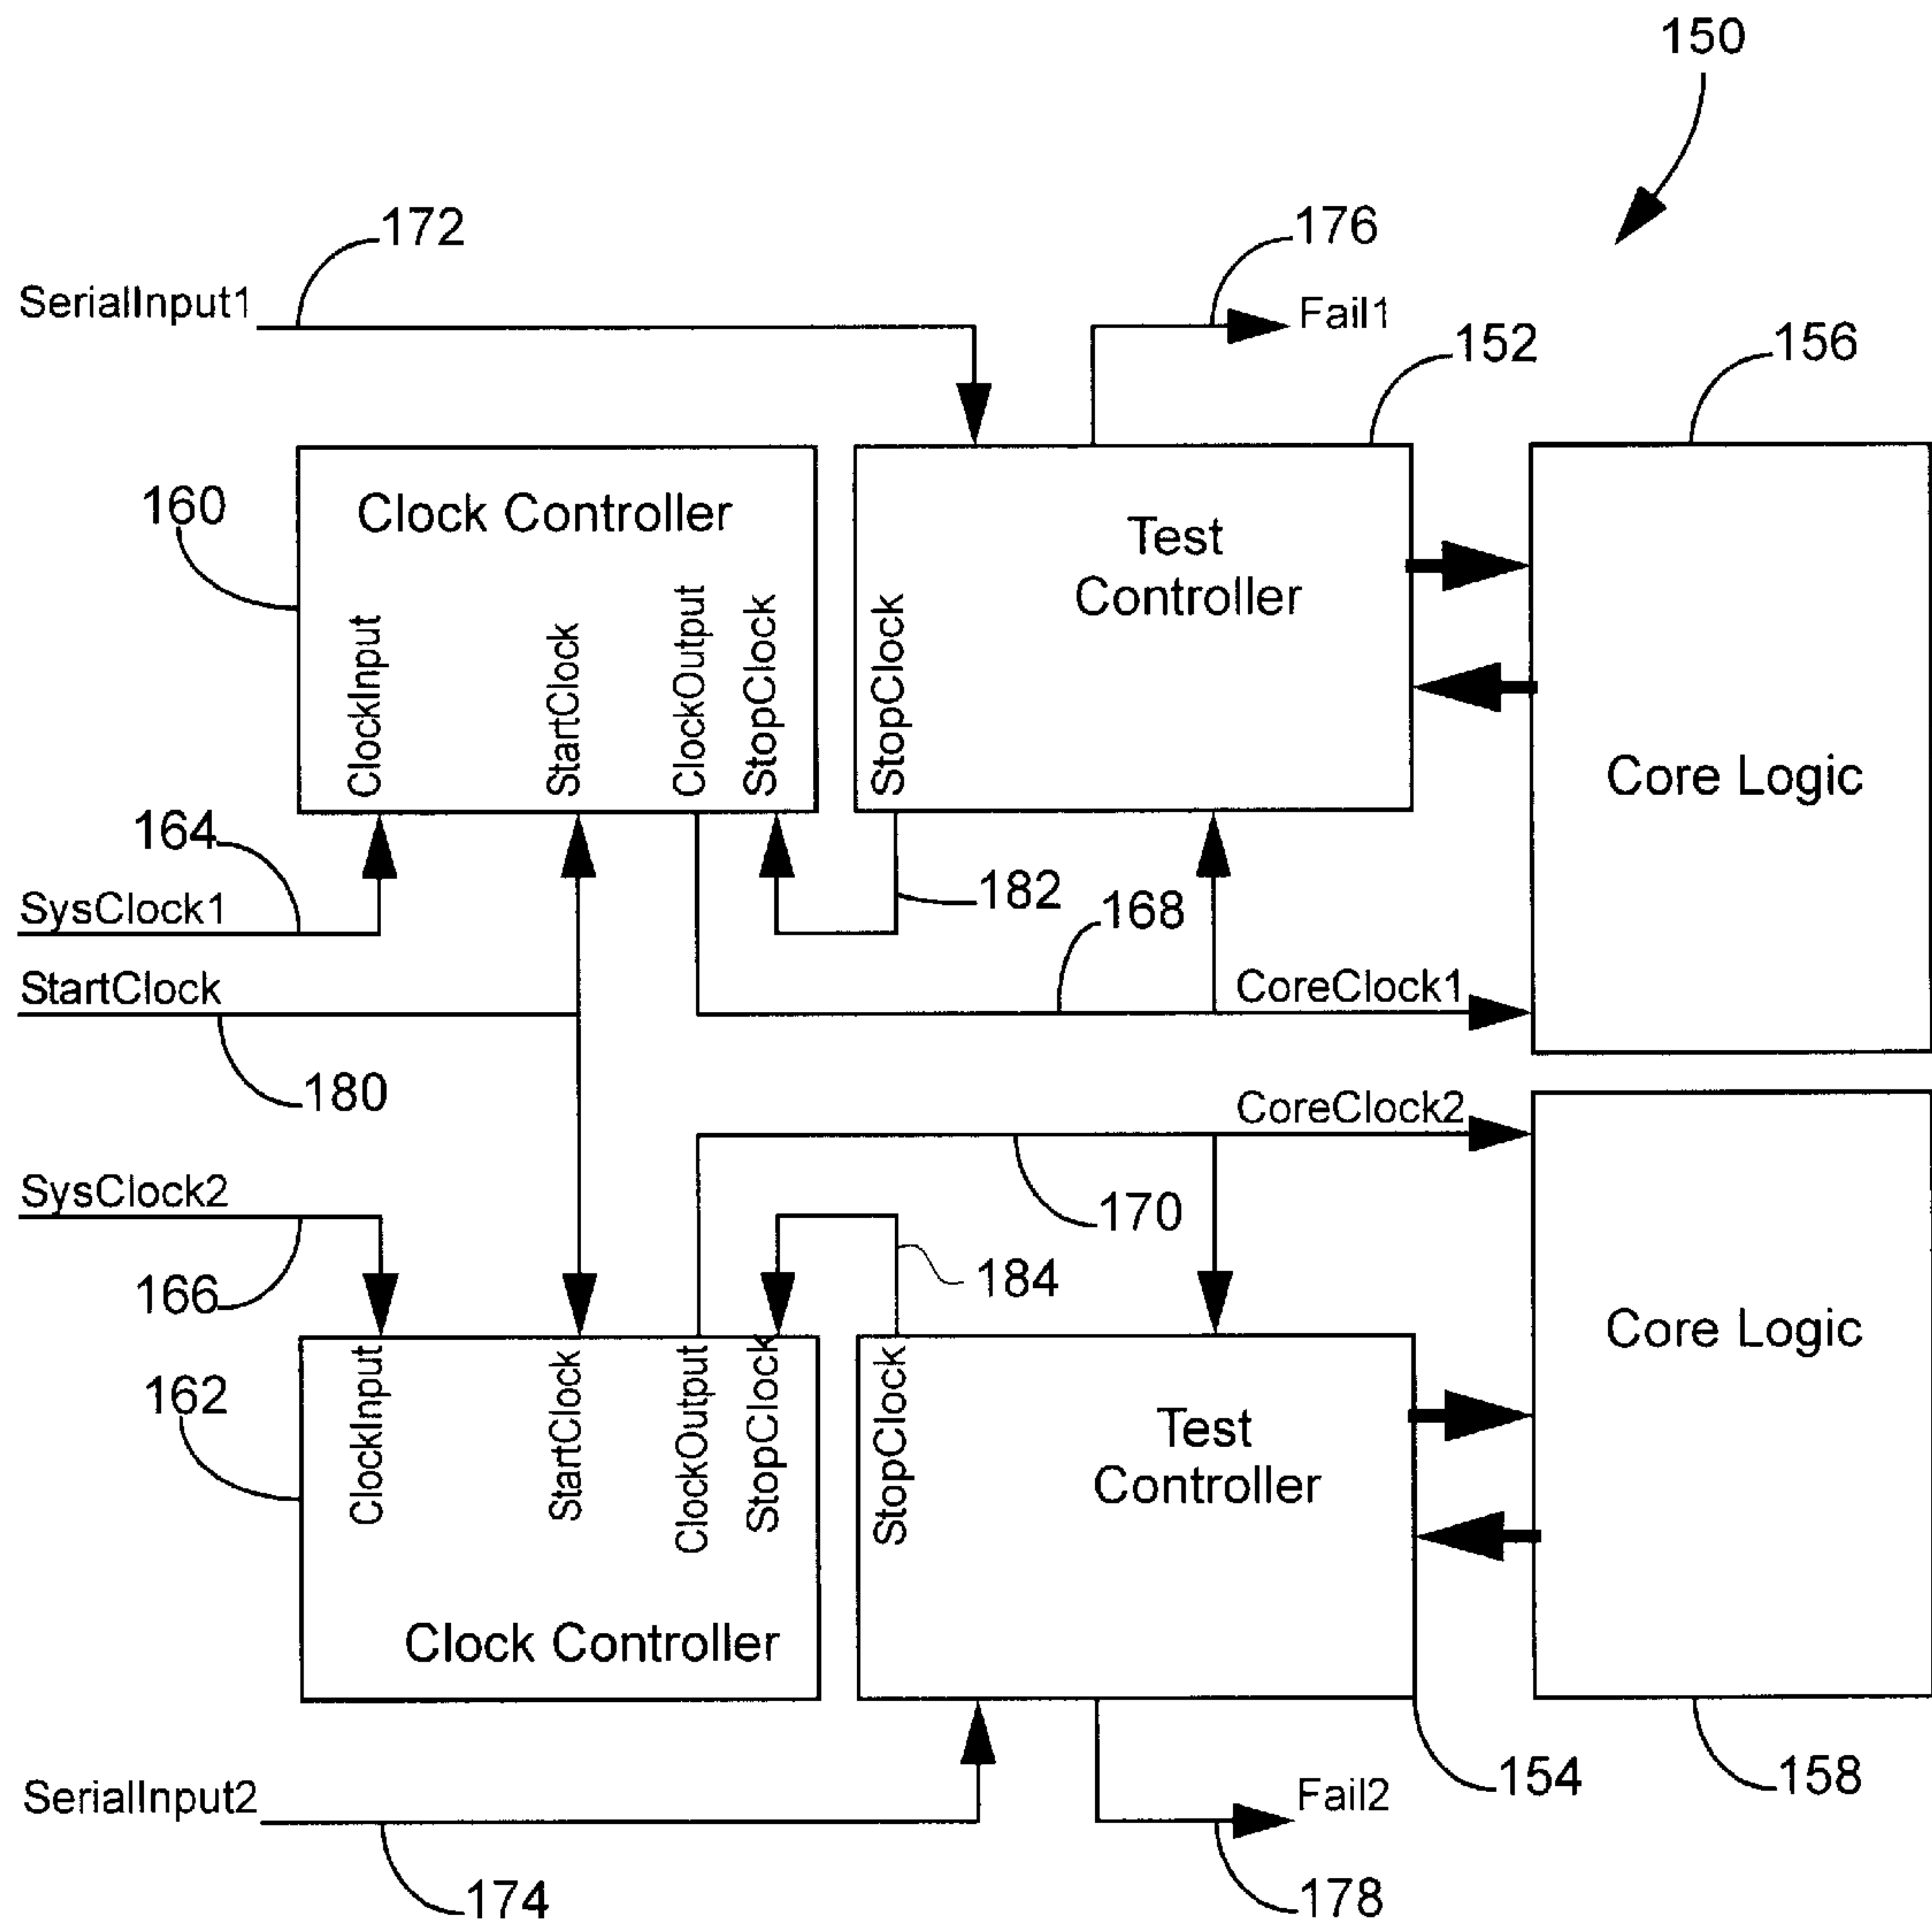 150
172
176
SerialInput1
Fail1
152
156
160
Clock Controller
Test
Controller
ClockInput
StartClock
ClockOutput
StopClock
StopClock
Core Logic
164
182
168
SysClock1
StartClock
CoreClock1
180
CoreClock2
SysClock2
170
166
184
Core Logic
162
ClockInput
StartClock
ClockOutput
StopClock
StopClock
Test
Controller
Clock Controller
154
158
SerialInput2
Fail2
174
178